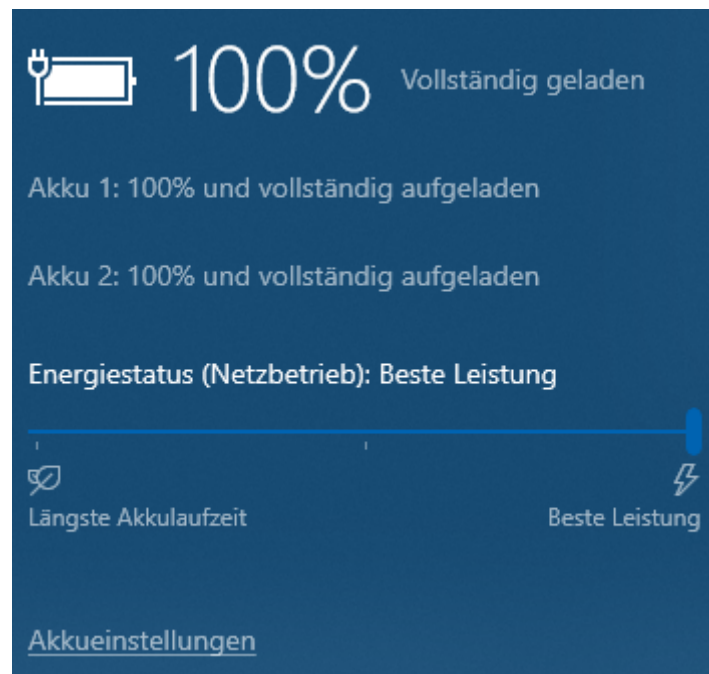 100% Vollständig geladen
Akku 1: 100% und vollständig aufgeladen
Akku 2: 100% und vollständig aufgeladen
Energiestatus (Netzbetrieb): Beste Leistung
Längste Akkulaufzeit Beste Leistung
Akkueinstellungen